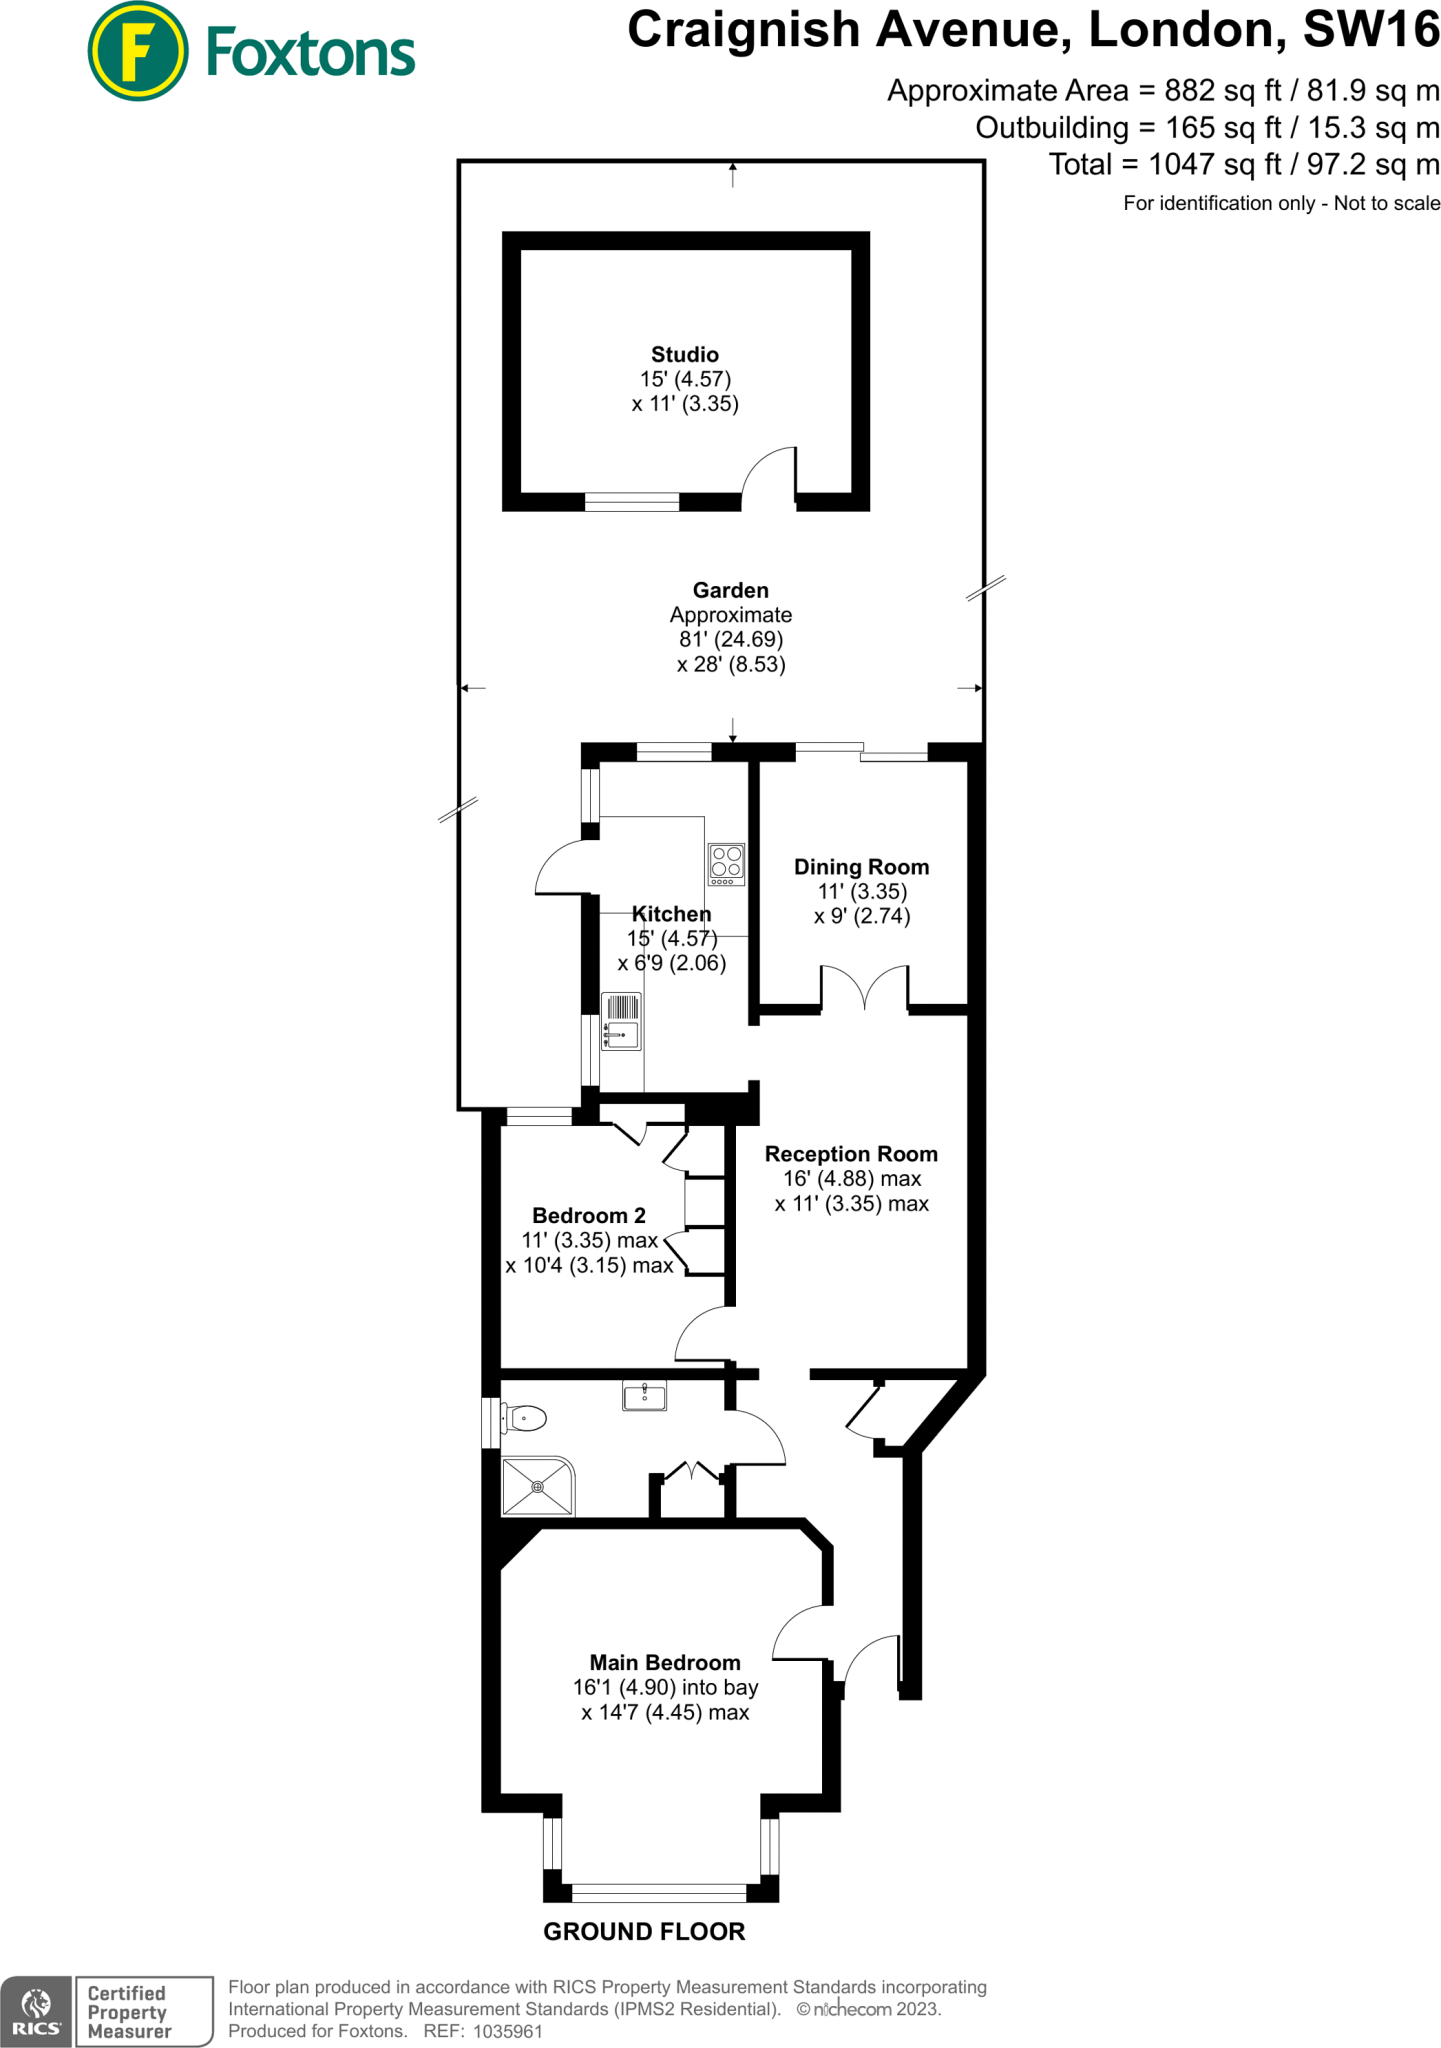 Foxtons
Craignish Avenue, London, SW16
Approximate Area = 882 sq ft / 81.9 sq m
Outbuilding = 165 sq ft / 15.3 sq m
Total = 1047 sq ft / 97.2 sq m
For identification only - Not to scale
Studio
15' (4.57)
x 11' (3.35)
Garden
Approximate
81' (24.69)
x 28' (8.53)
Dining Room
11' (3.35)
x 9' (2.74)
Kitchen
15' (4.57)
x 6'9 (2.06)
Reception Room
16' (4.88) max
x 11' (3.35) max
Bedroom 2
11' (3.35) max
x 10'4 (3.15) max
Main Bedroom
16'1 (4.90) into bay
x 14'7 (4.45) max
GROUND FLOOR
RICS
Certified
Property
Measurer
Floor plan produced in accordance with RICS Property Measurement Standards incorporating
International Property Measurement Standards (IPMS2 Residential). © nichecom 2023.
Produced for Foxtons. REF: 1035961